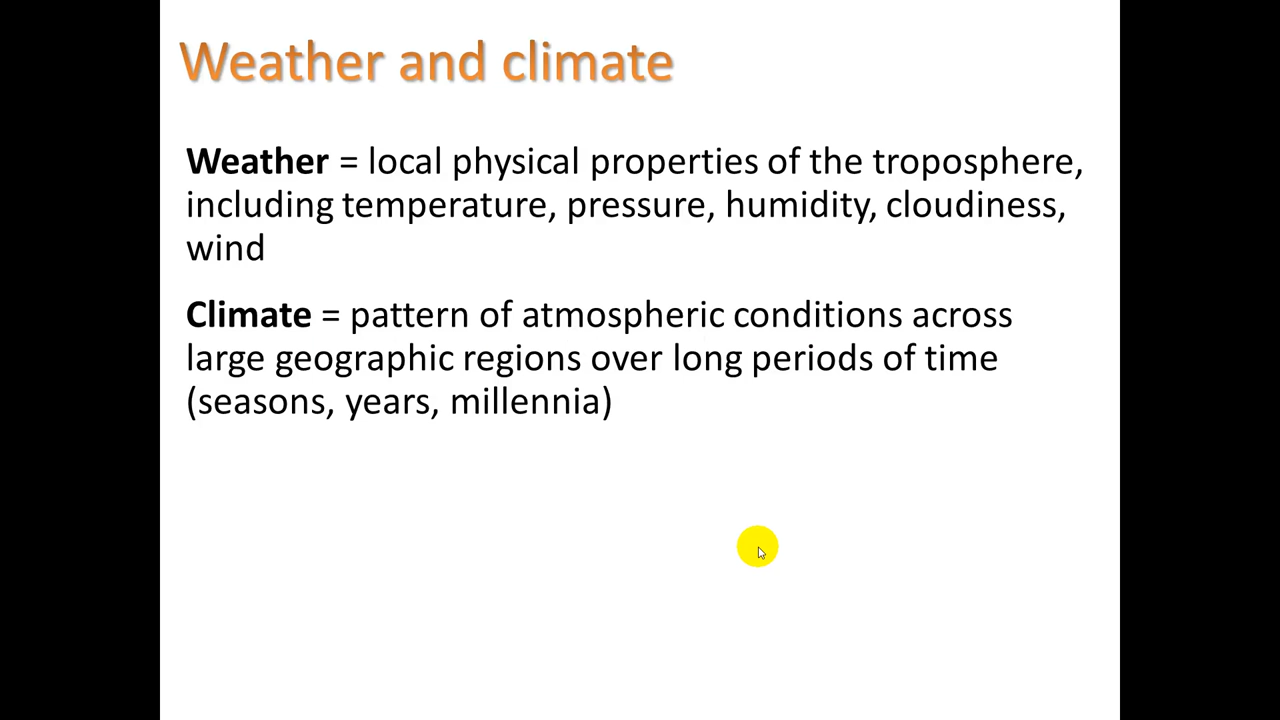 Weather and climate
Weather = local physical properties of the troposphere,
including temperature, pressure, humidity, cloudiness,
wind
Climate = pattern of atmospheric conditions across
large geographic regions over long periods of time
(seasons, years, millennia)